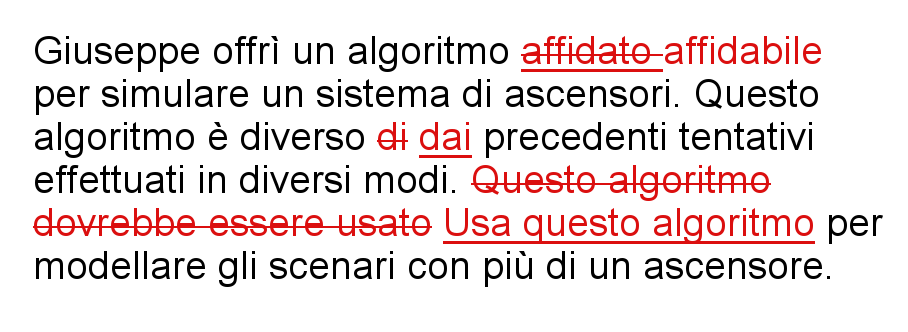 Giuseppe offrì un algoritmo affidato affidabile
per simulare un sistema di ascensori. Questo
algoritmo è diverso di dai precedenti tentativi
effettuati in diversi modi. Questo algoritmo
dovrebbe essere usato Usa questo algoritmo per
modellare gli scenari con più di un ascensore.